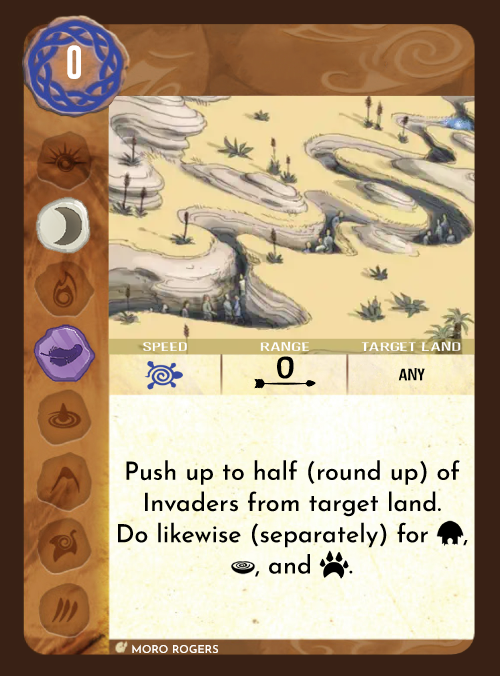 0
SPEED RANGE TARGET LAND
0 ANY
Push up to half (round up) of
Invaders from target land.
Do likewise (separately) for ,
, and .
MORO ROGERS